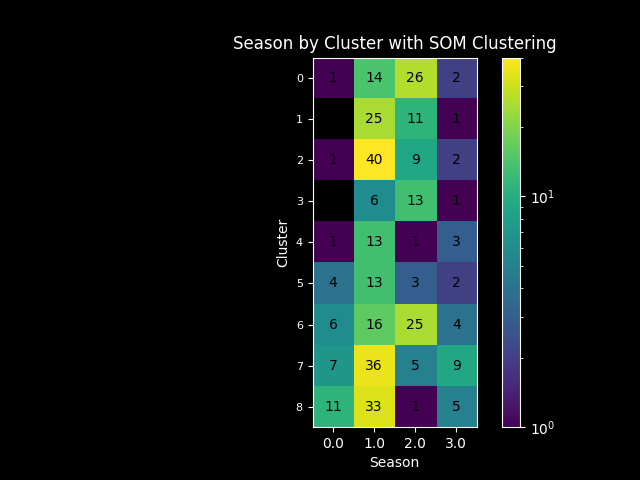 Season by Cluster with SOM Clustering
0 1 14 26 2
1 25 11 1
2 1 40 9 2
3 6 13 1
4 1 13 1 3
5 4 13 3 2
6 6 16 25 4
7 7 36 5 9
8 11 33 1 5
0.0 1.0 2.0 3.0
Season
Cluster
10¹
10⁰